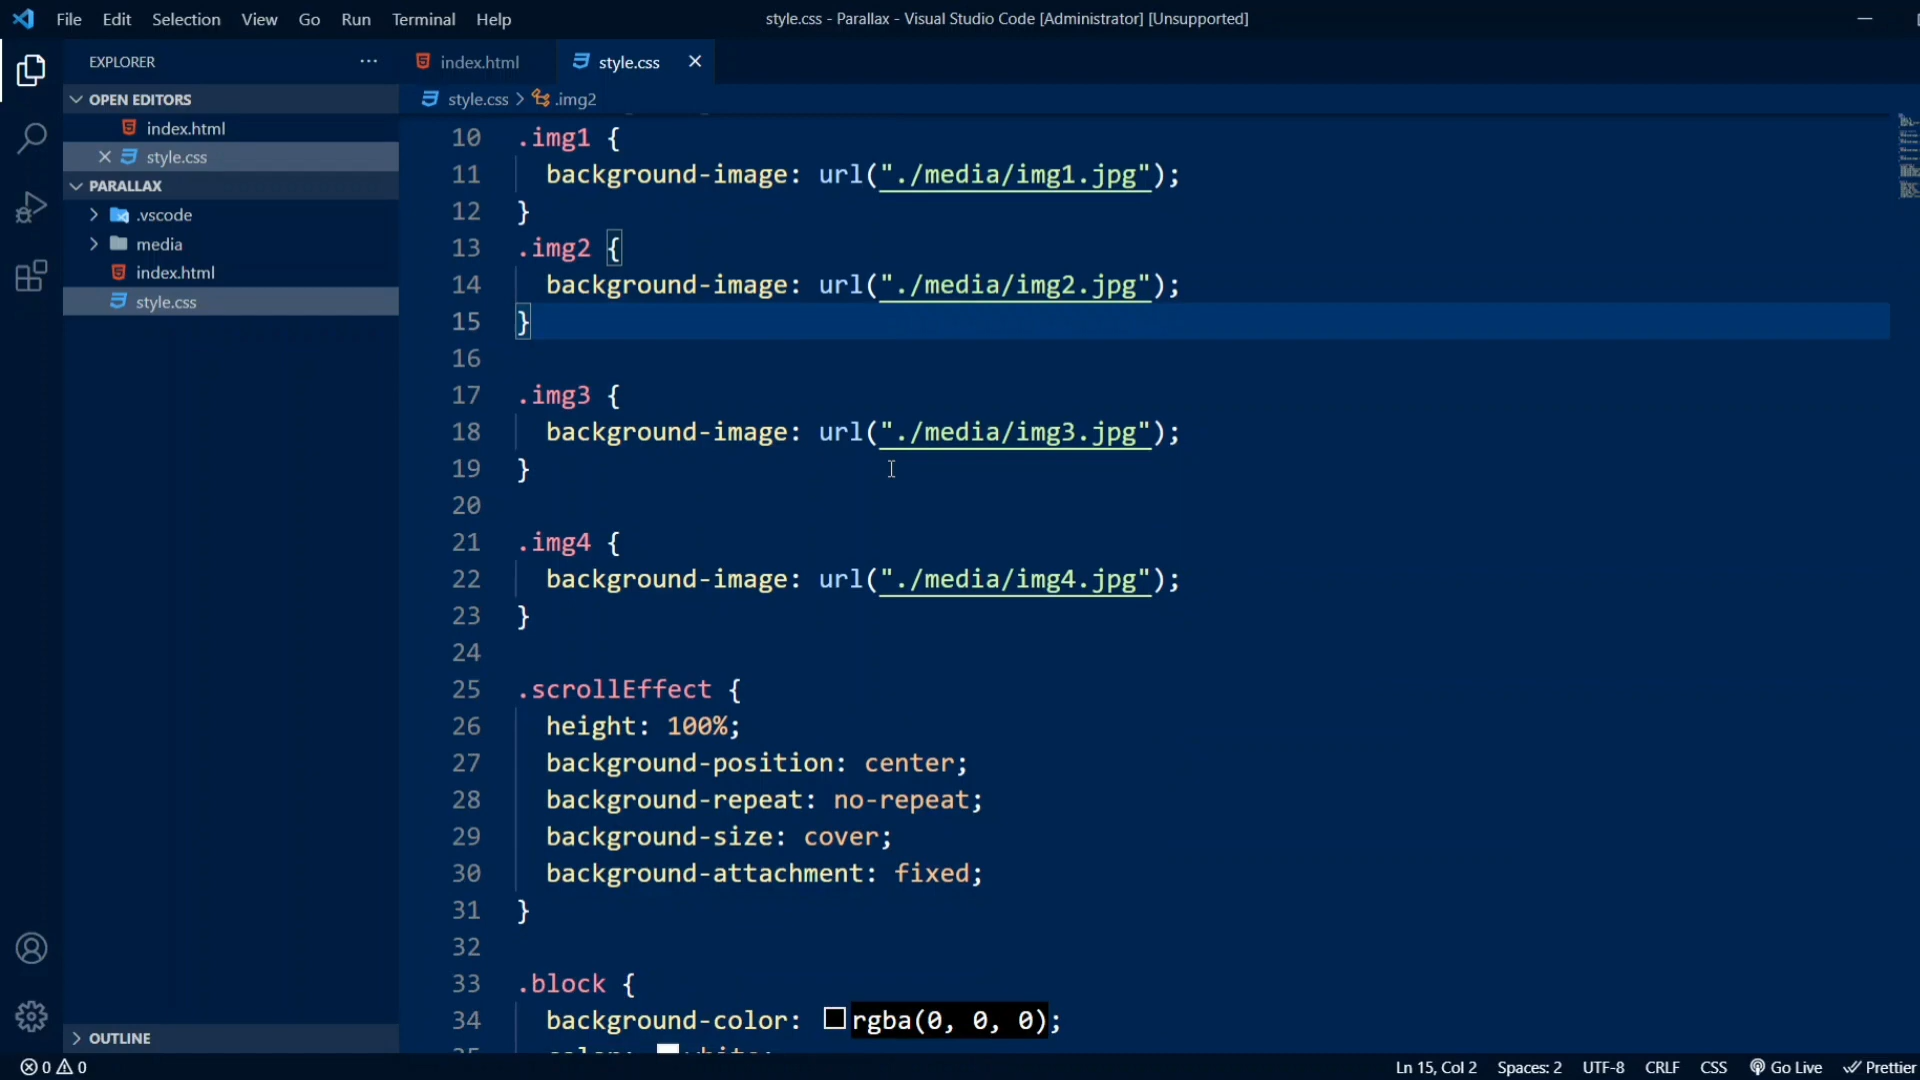 File Edit Selection View Go Run Terminal Help
style.css - Parallax - Visual Studio Code [Administrator] [Unsupported]
EXPLORER
OPEN EDITORS
index.html
style.css
PARALLAX
.vscode
media
index.html
style.css
OUTLINE
index.html style.css
style.css > .img2
10 .img1 {
11 background-image: url("./media/img1.jpg");
12 }
13 .img2 {
14 background-image: url("./media/img2.jpg");
15 }
16
17 .img3 {
18 background-image: url("./media/img3.jpg");
19 }
20
21 .img4 {
22 background-image: url("./media/img4.jpg");
23 }
24
25 .scrollEffect {
26 height: 100%;
27 background-position: center;
28 background-repeat: no-repeat;
29 background-size: cover;
30 background-attachment: fixed;
31 }
32
33 .block {
34 background-color: rgba(0, 0, 0);
0 0
Ln 15, Col 2 Spaces: 2 UTF-8 CRLF CSS Go Live Prettier